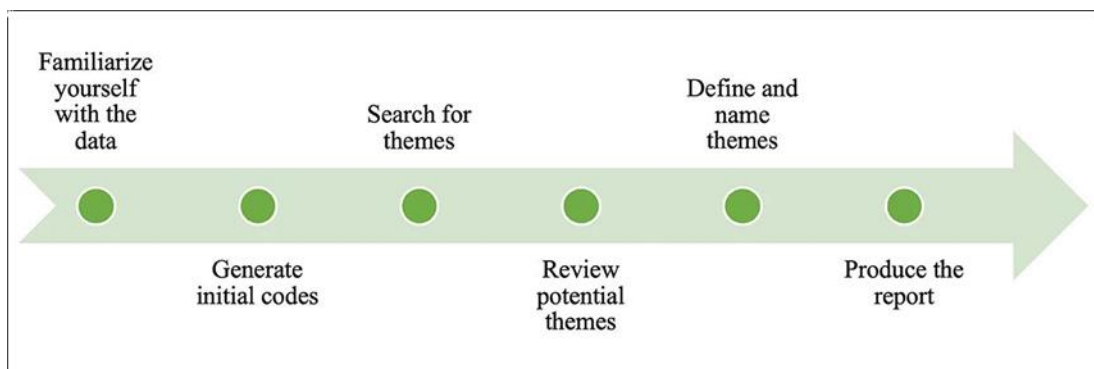 Familiarize
yourself
with the
data
Generate
initial codes
Search for
themes
Review
potential
themes
Define and
name
themes
Produce the
report